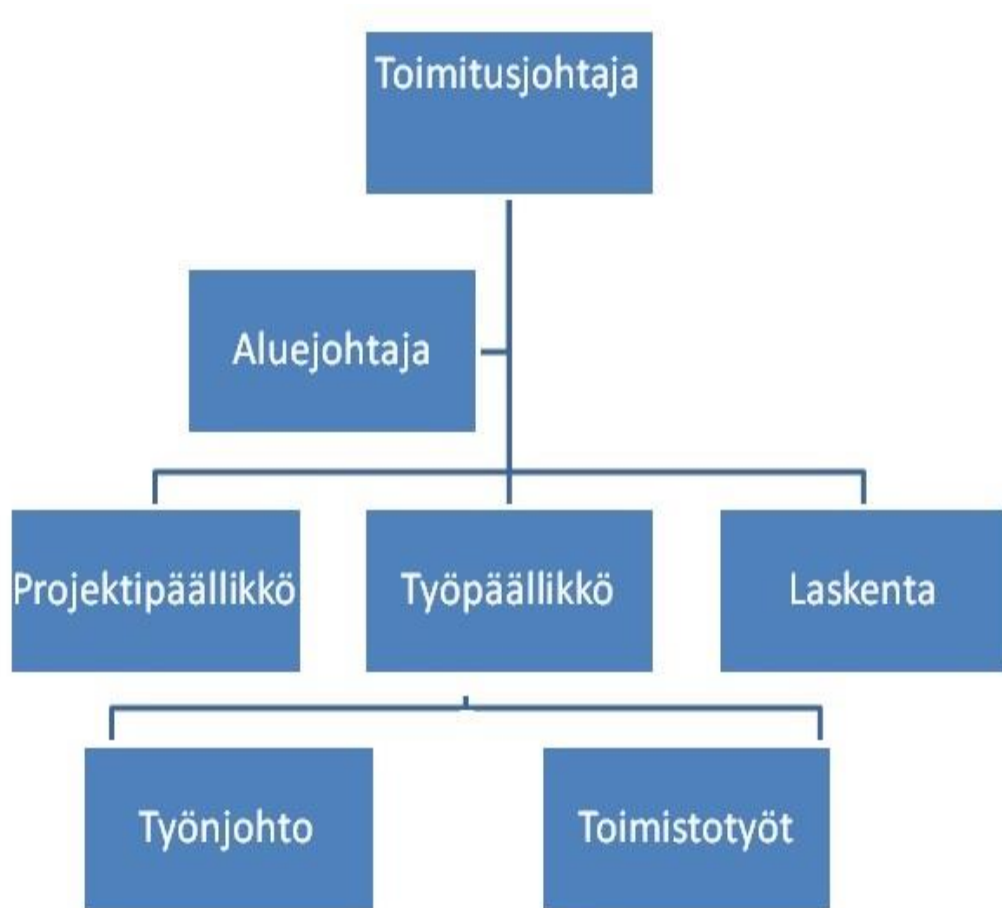 Toimitusjohtaja
Aluejohtaja
Projektipäällikkö
Työpäällikkö
Laskenta
Työnjohto
Toimistotyöt